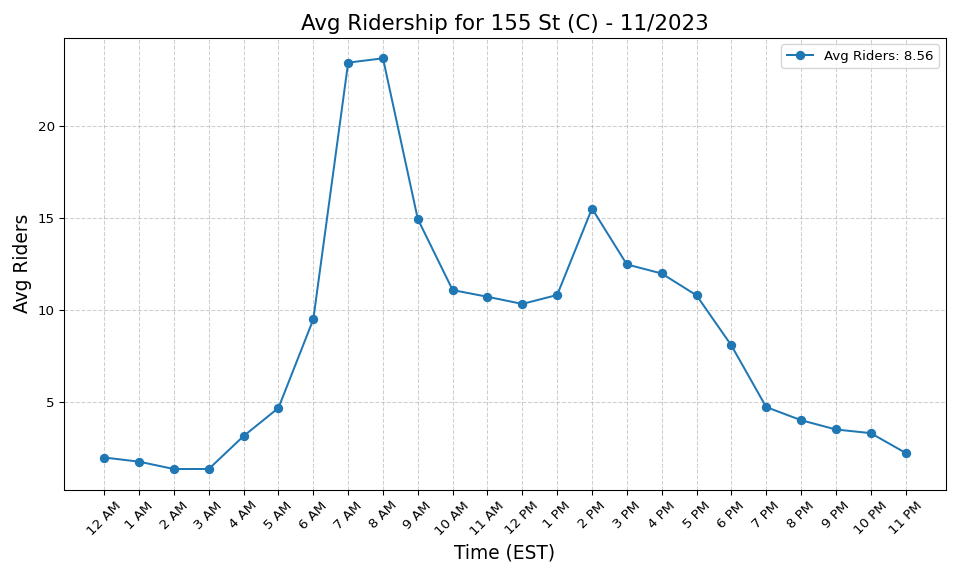 Avg Ridership for 155 St (C) - 11/2023
Avg Riders: 8.56
Avg Riders
20
15
10
5
12 AM
1 AM
2 AM
3 AM
4 AM
5 AM
6 AM
7 AM
8 AM
9 AM
10 AM
11 AM
12 PM
1 PM
2 PM
3 PM
4 PM
5 PM
6 PM
7 PM
8 PM
9 PM
10 PM
11 PM
Time (EST)